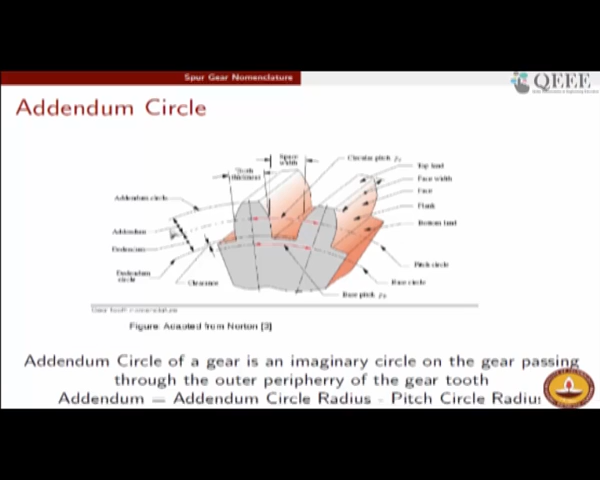 Spur Gear Nomenclature
QEEE
Addendum Circle
Space
width
Circular pitch p
Tooth
thickness
Top land
Face width
Face
Flank
Bottom land
Addendum circle
Addendum
Dedendum
Dedendum
circle
Clearance
Pitch circle
Base circle
Base pitch p
Gear tooth nomenclature
Figure: Adapted from Norton [3]
Addendum Circle of a gear is an imaginary circle on the gear passing
through the outer peripherry of the gear tooth
Addendum = Addendum Circle Radius - Pitch Circle Radius